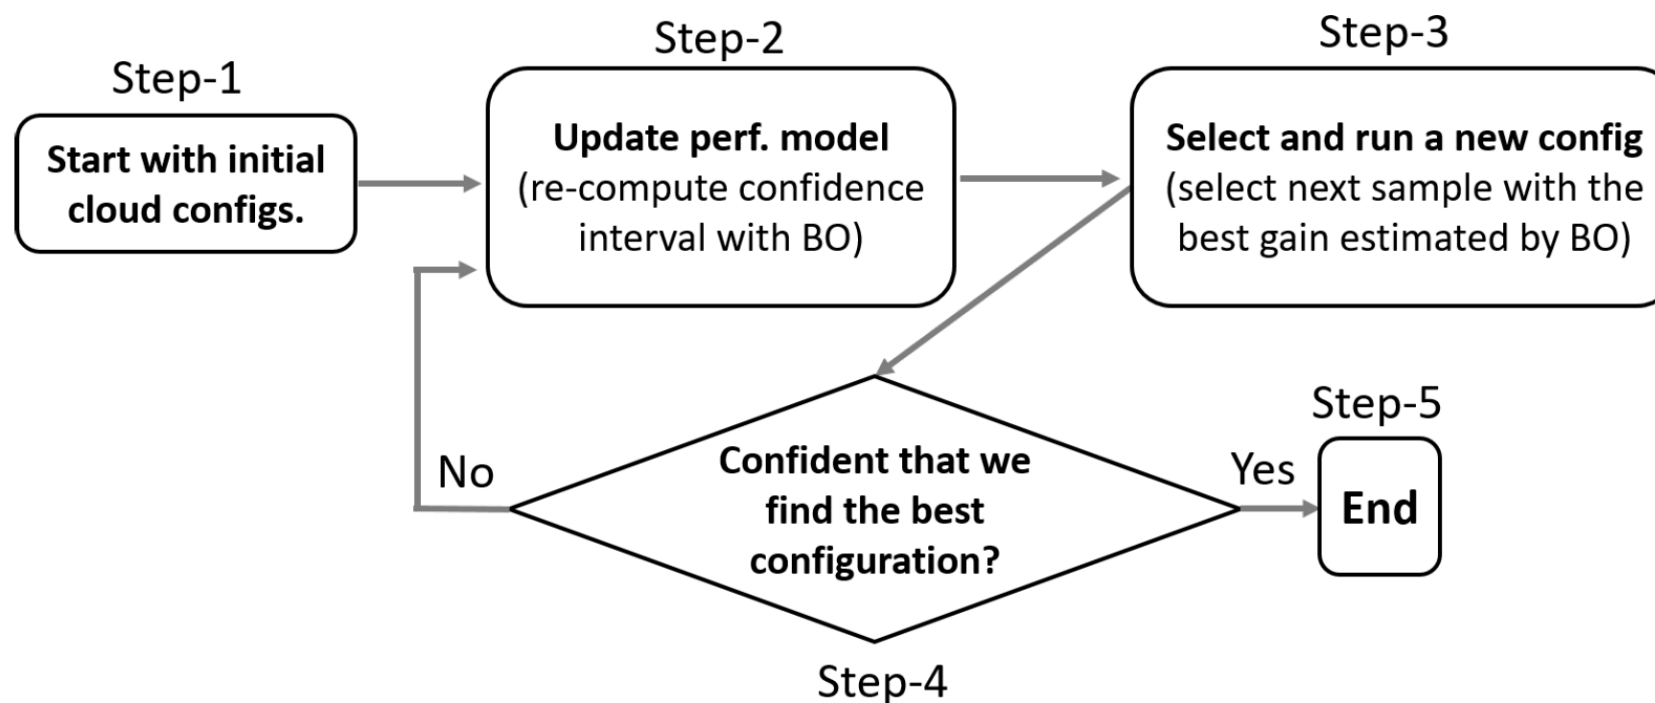 Step-1
Start with initial
cloud configs.
Step-2
Update perf. model
(re-compute confidence
interval with BO)
Step-3
Select and run a new config
(select next sample with the
best gain estimated by BO)
No
Confident that we
find the best
configuration?
Step-4
Yes
Step-5
End